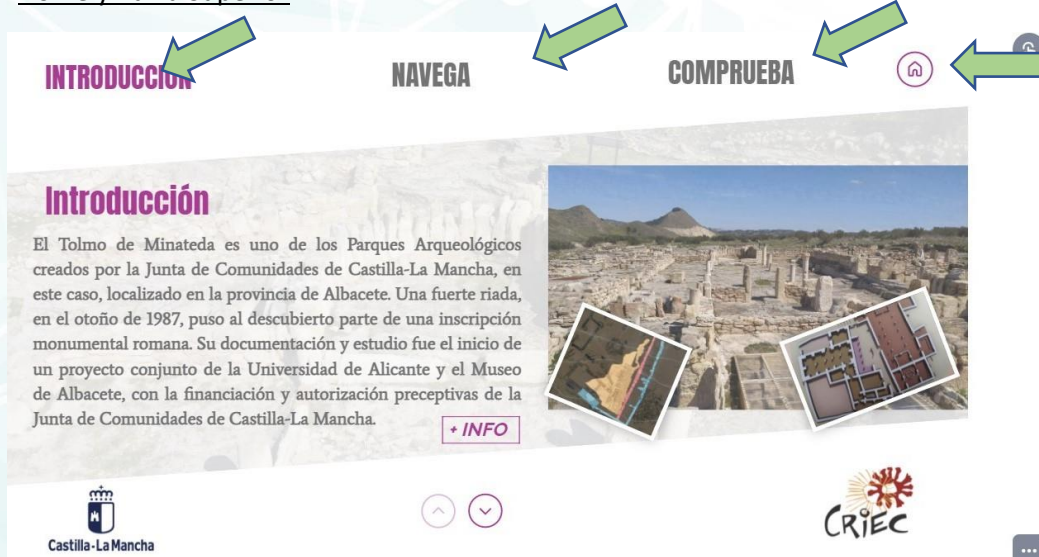 INTRODUCCIÓN
NAVEGA
COMPRUEBA
Introducción
El Tolmo de Minateda es uno de los Parques Arqueológicos
creados por la Junta de Comunidades de Castilla-La Mancha, en
este caso, localizado en la provincia de Albacete. Una fuerte riada,
en el otoño de 1987, puso al descubierto parte de una inscripción
monumental romana. Su documentación y estudio fue el inicio de
un proyecto conjunto de la Universidad de Alicante y el Museo
de Albacete, con la financiación y autorización preceptivas de la
Junta de Comunidades de Castilla-La Mancha.
+ INFO
Castilla-La Mancha
CRIEC